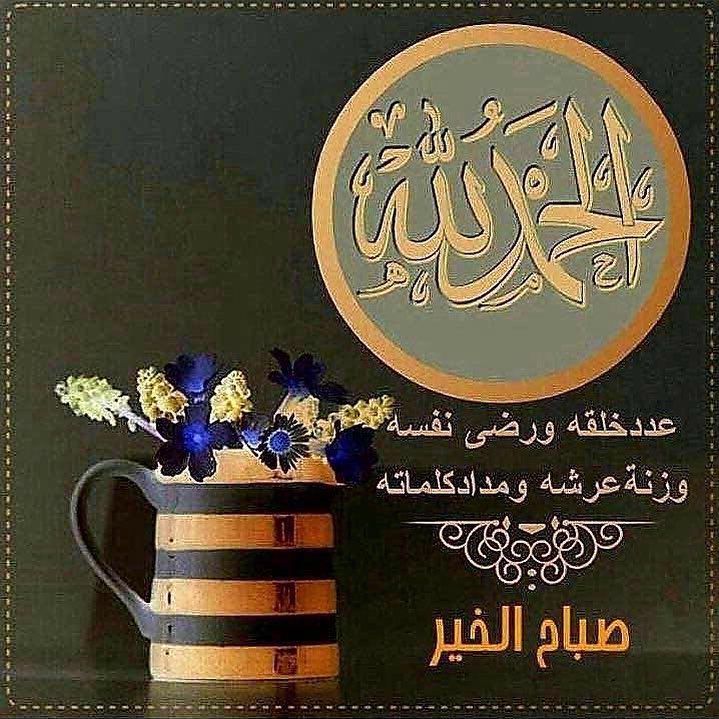 الحمد لله
عددخلقه ورضى نفسه
وزنةعرشه ومدادكلماته
صباح الخير